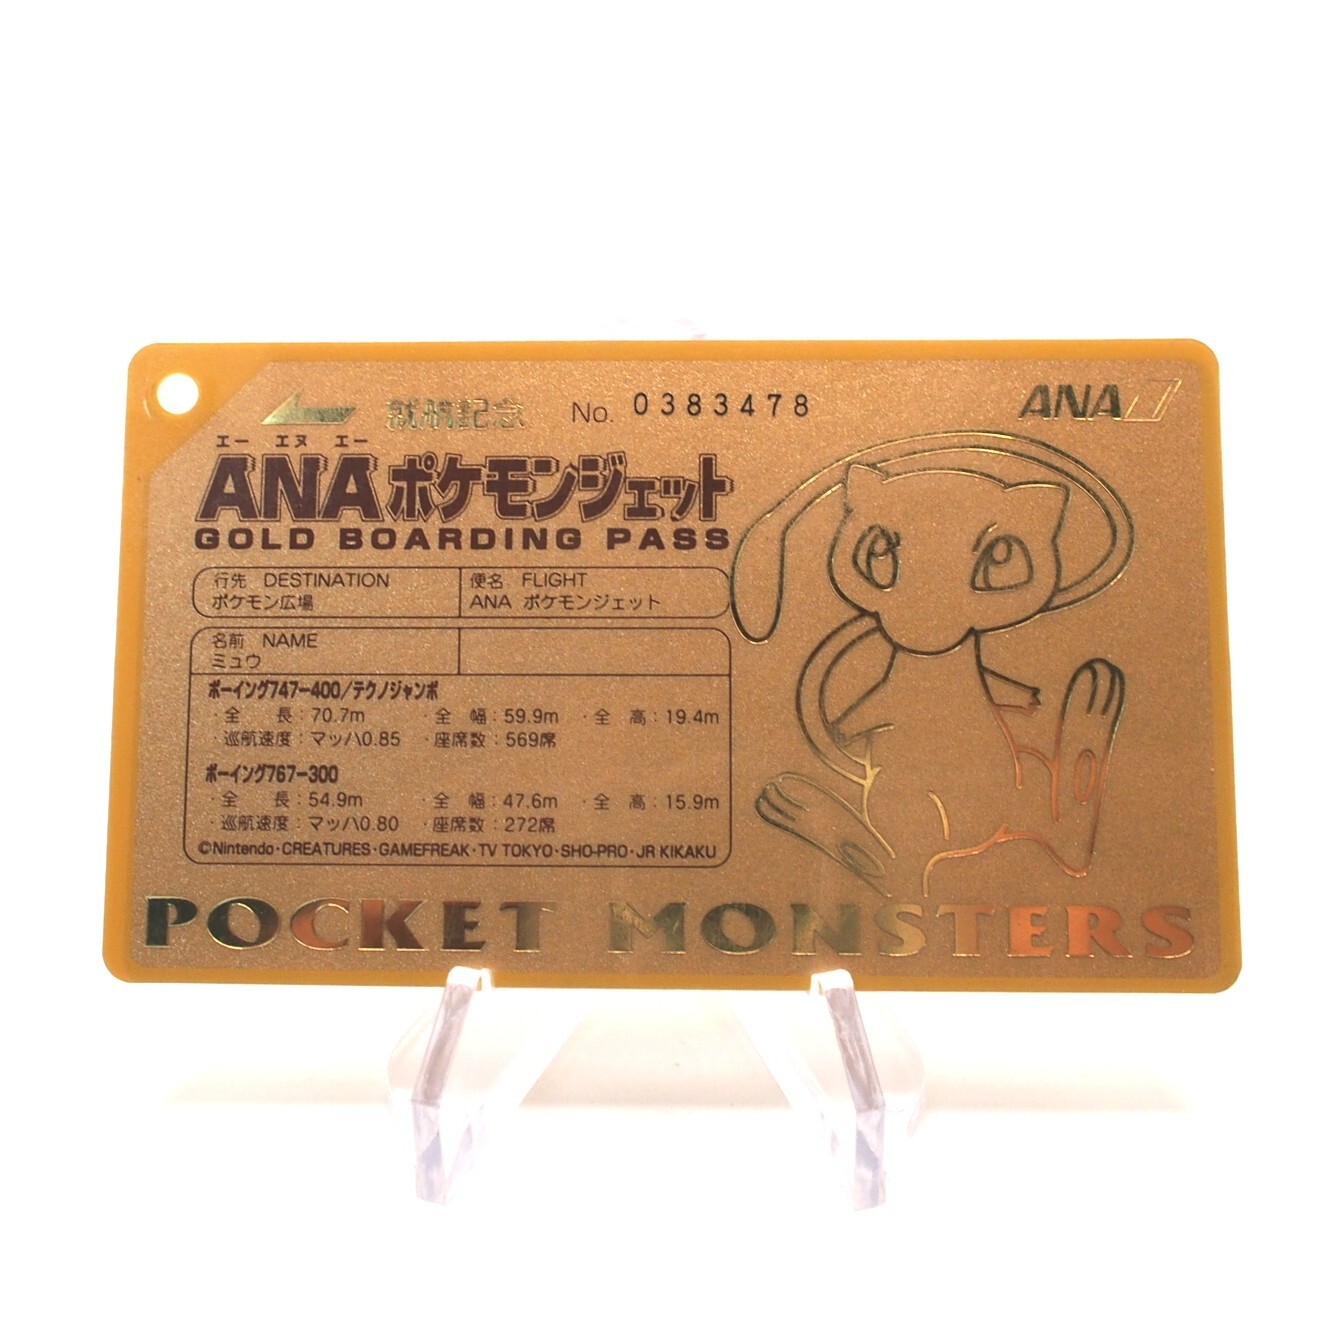 就航記念 No. 0383478 ANA
エー エヌ エー
ANAポケモンジェット
GOLD BOARDING PASS
行先 DESTINATION 便名 FLIGHT
ポケモン広場 ANA ポケモンジェット
名前 NAME
ミュウ
ボーイング747-400/テクノジャンボ
・全 長:70.7m ・全 幅:59.9m ・全 高:19.4m
・巡航速度:マッハ0.85 ・座席数:569席
ボーイング767-300
・全 長:54.9m ・全 幅:47.6m ・全 高:15.9m
・巡航速度:マッハ0.80 ・座席数:272席
©Nintendo・CREATURES・GAMEFREAK・TV TOKYO・SHO-PRO・JR KIKAKU
POCKET MONSTERS